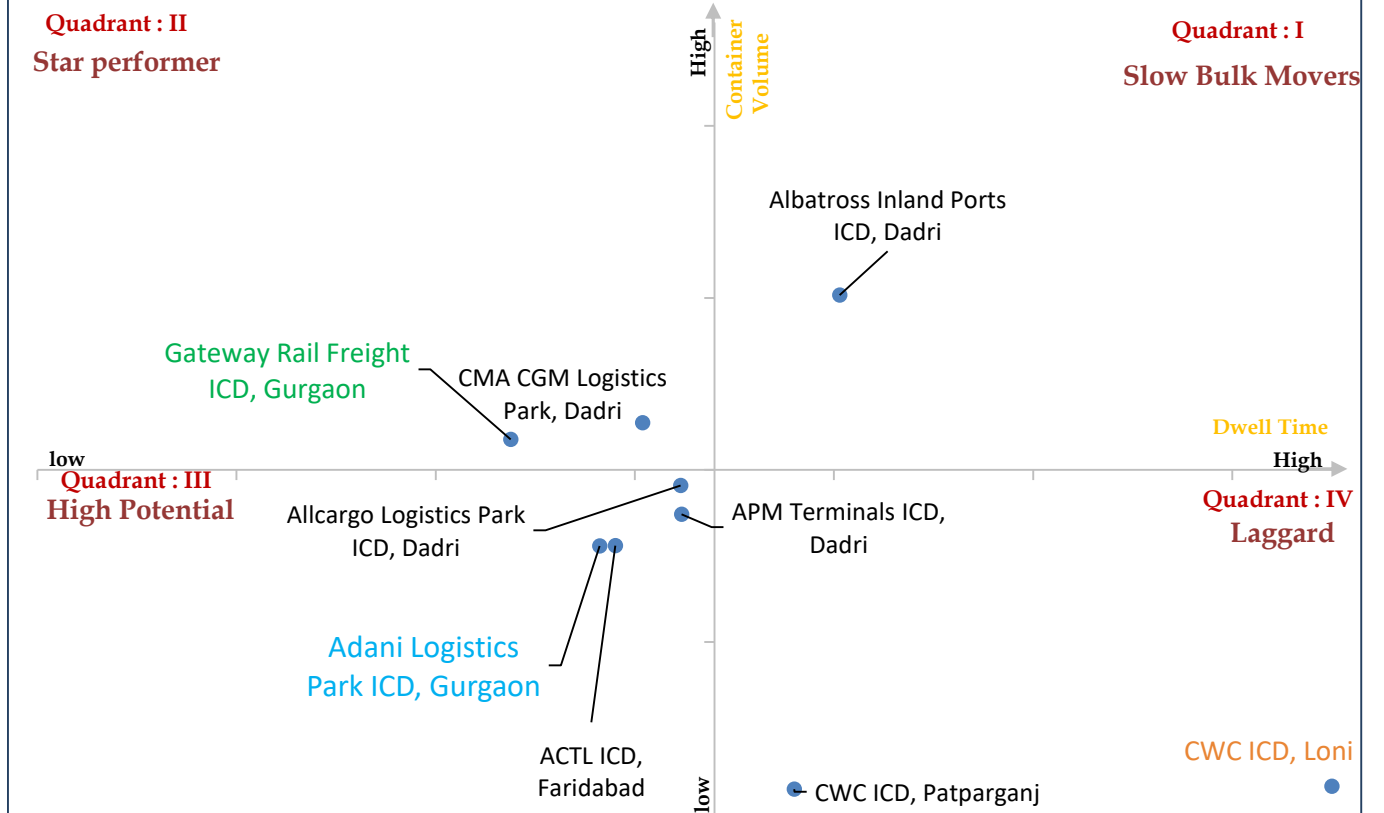 Quadrant : II
Star performer
High
Container
Volume
Quadrant : I
Slow Bulk Movers
Albatross Inland Ports
ICD, Dadri
Gateway Rail Freight
ICD, Gurgaon
CMA CGM Logistics
Park, Dadri
Dwell Time
High
low
Quadrant : III
High Potential
Quadrant : IV
Laggard
Allcargo Logistics Park
ICD, Dadri
APM Terminals ICD,
Dadri
Adani Logistics
Park ICD, Gurgaon
ACTL ICD,
Faridabad
low
CWC ICD, Patparganj
CWC ICD, Loni